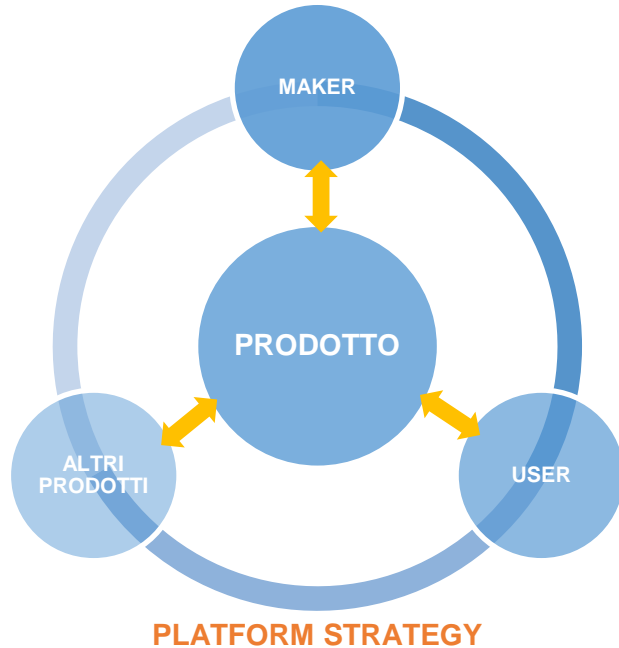 MAKER
PRODOTTO
ALTRI
PRODOTTI
USER
PLATFORM STRATEGY